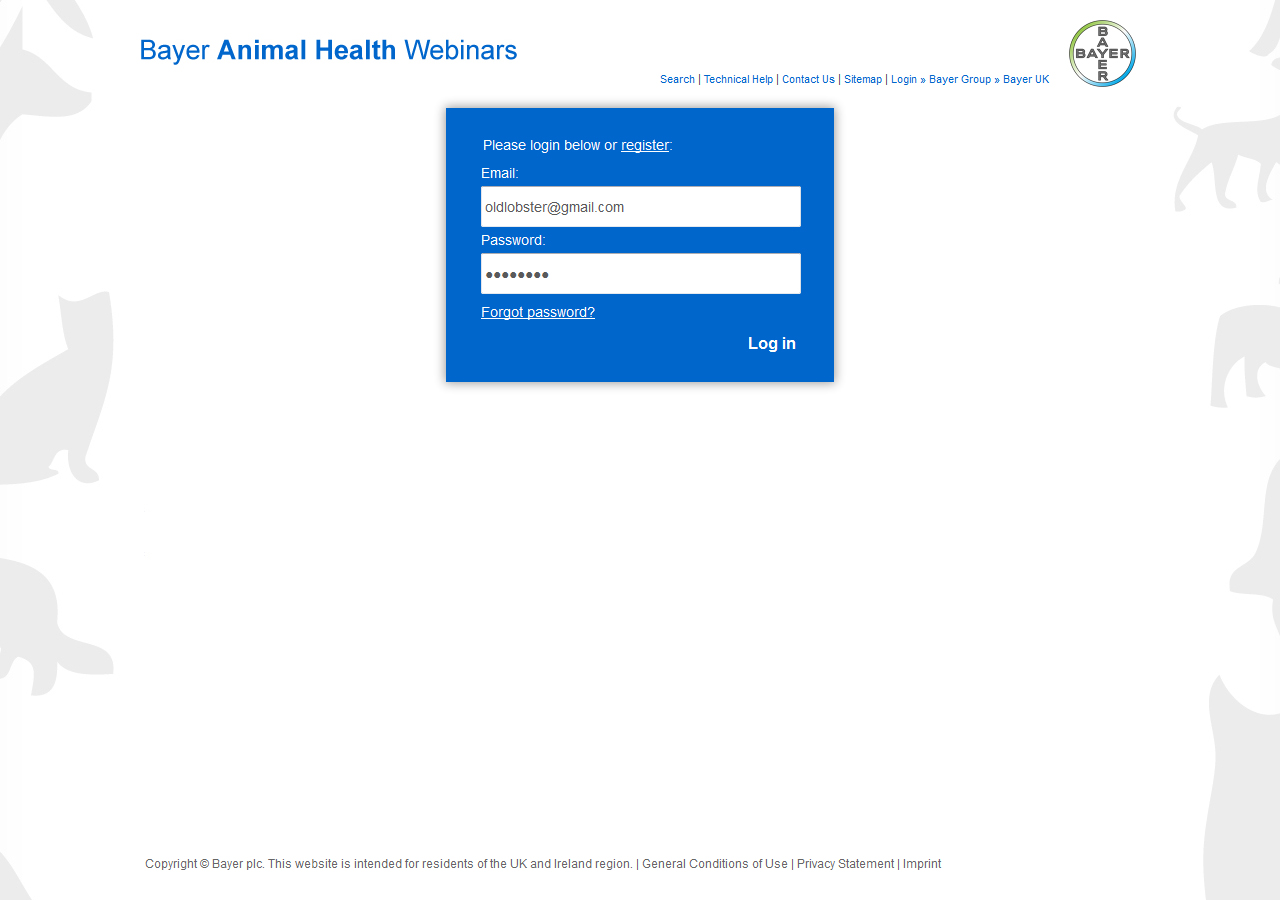 Bayer Animal Health Webinars
BAYER
BAYER
Search | Technical Help | Contact Us | Sitemap | Login » Bayer Group » Bayer UK
Please login below or register:
Email:
oldlobster@gmail.com
Password:
●●●●●●●●
Forgot password?
Log in
Copyright © Bayer plc. This website is intended for residents of the UK and Ireland region. | General Conditions of Use | Privacy Statement | Imprint